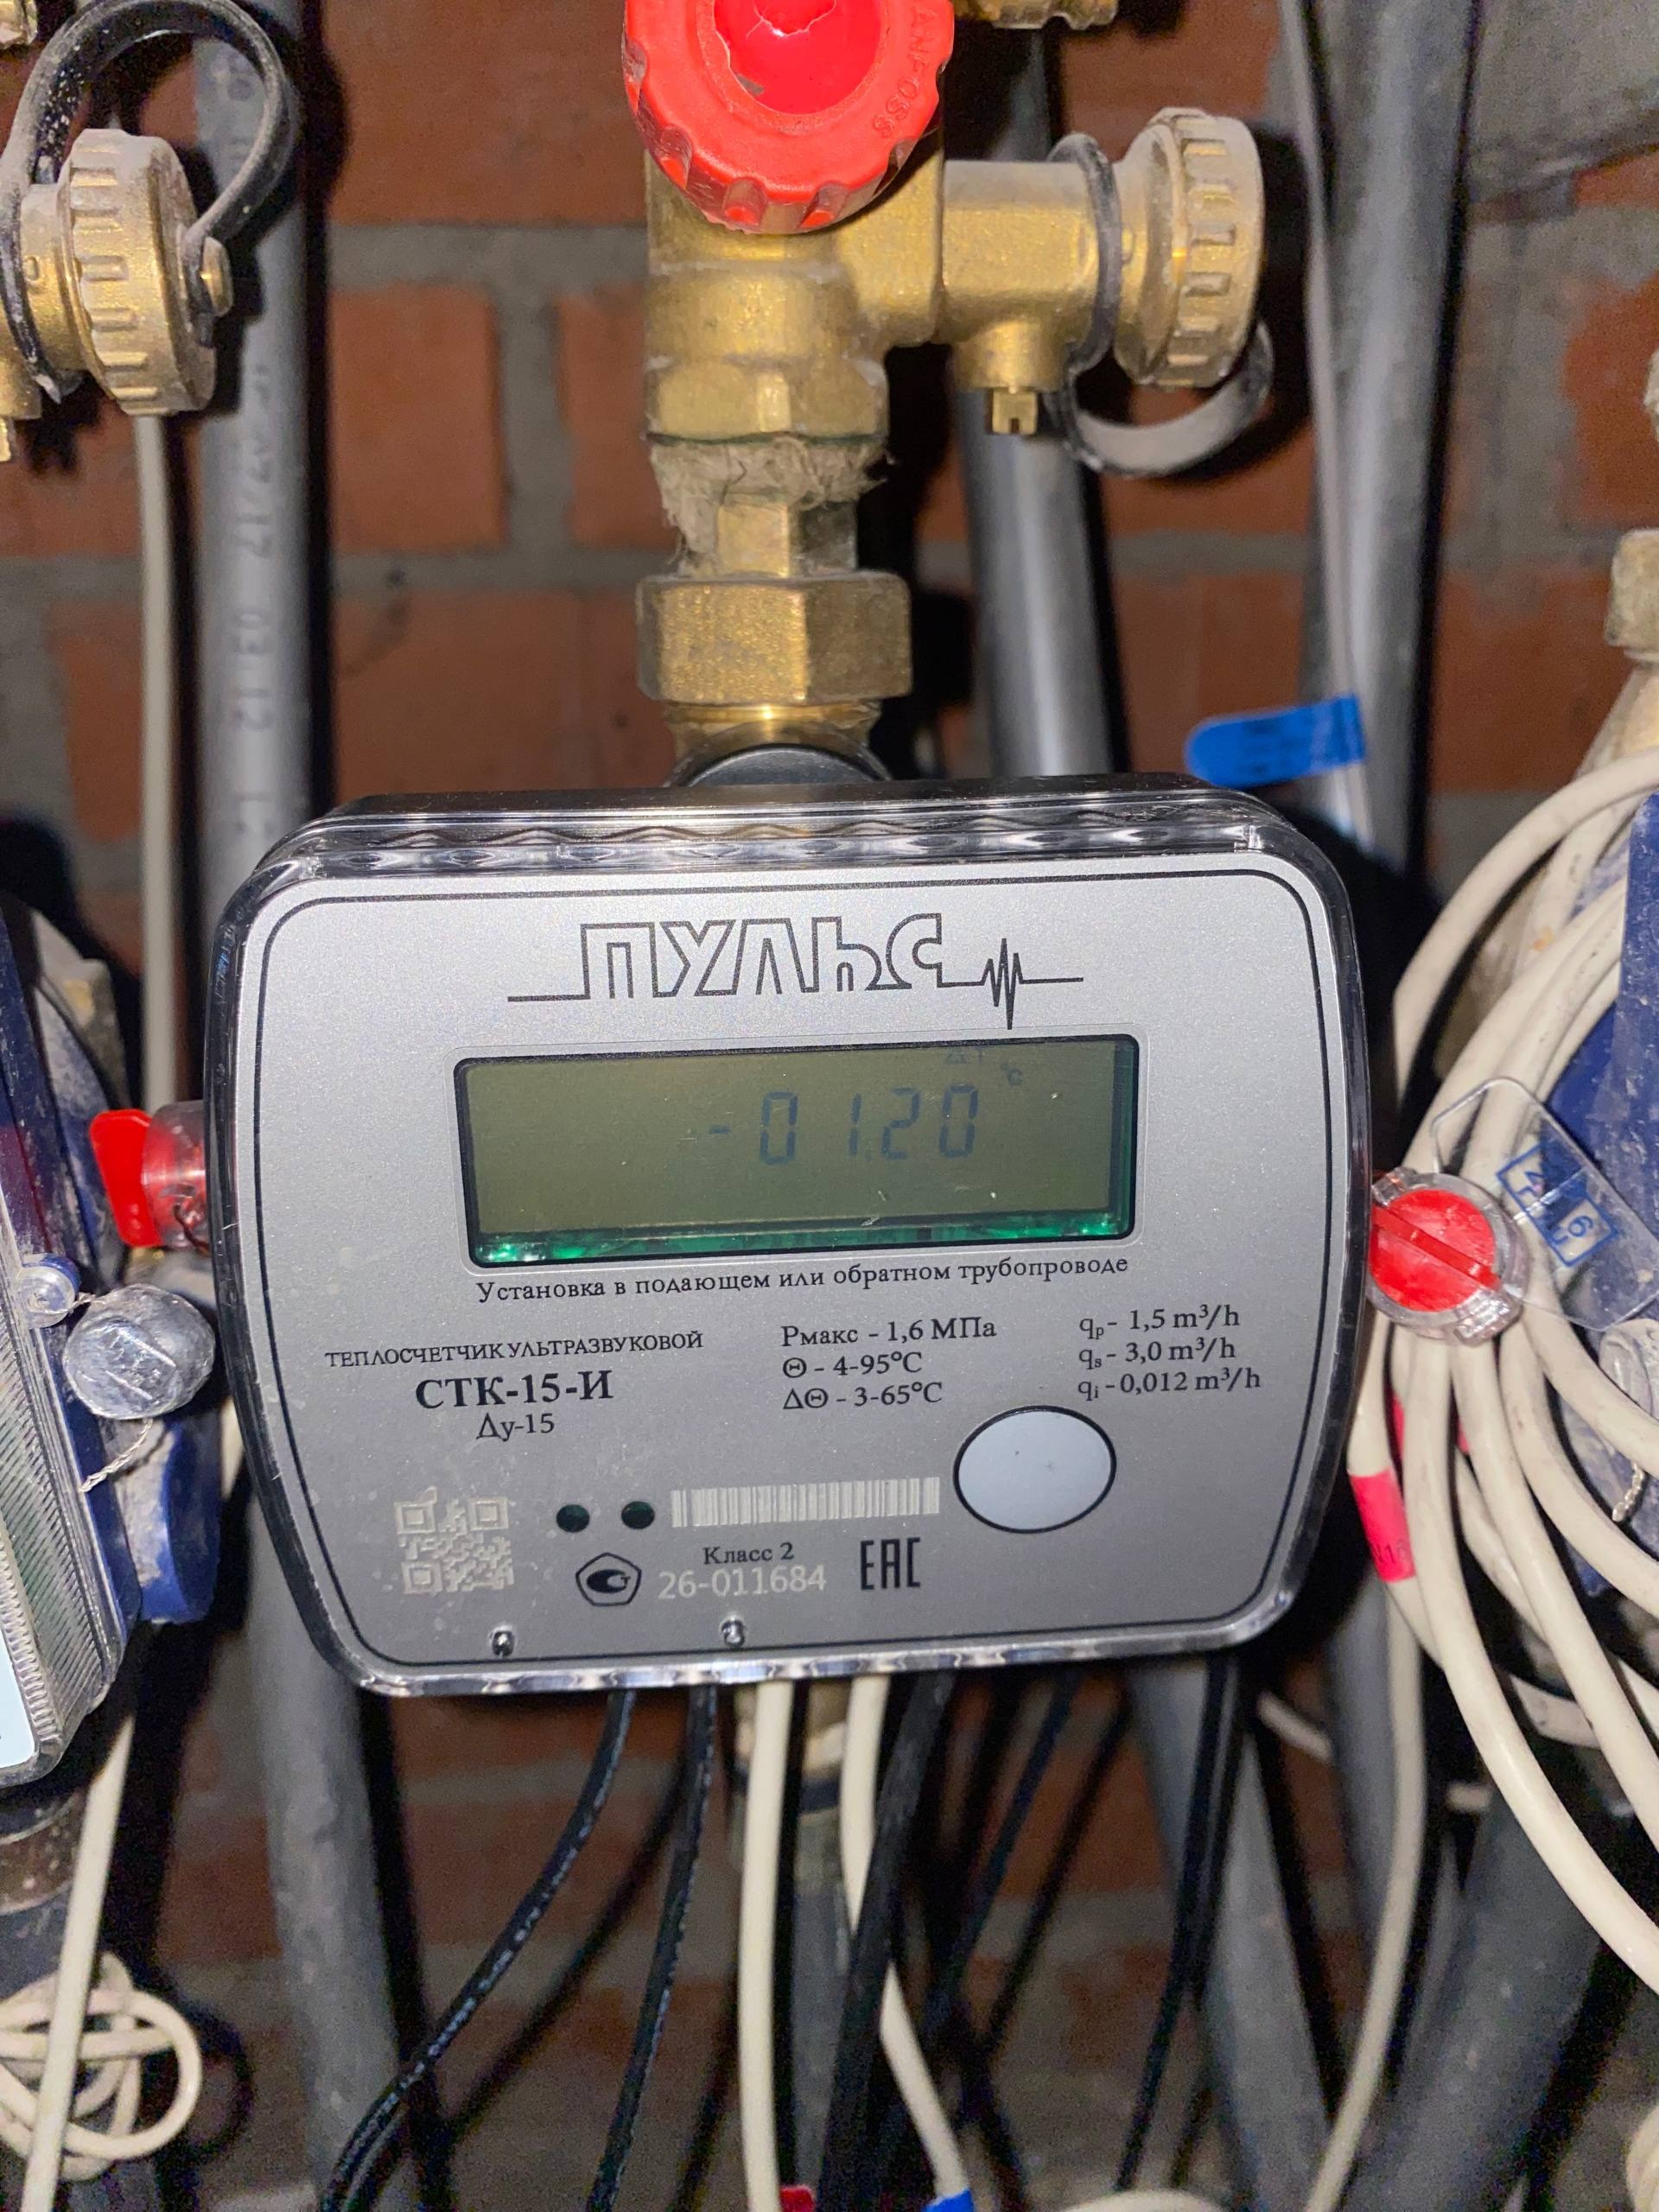 ПУЛЬС
ΔT
°C
-01.20
Установка в подающем или обратном трубопроводе
ТЕПЛОСЧЕТЧИК УЛЬТРАЗВУКОВОЙ
СТК-15-И
Ду-15
Рмакс - 1,6 МПа
Θ - 4-95°C
ΔΘ - 3-65°C
qp- 1,5 m³/h
qs- 3,0 m³/h
qi-0,012 m³/h
Класс 2
26-011684
EAC